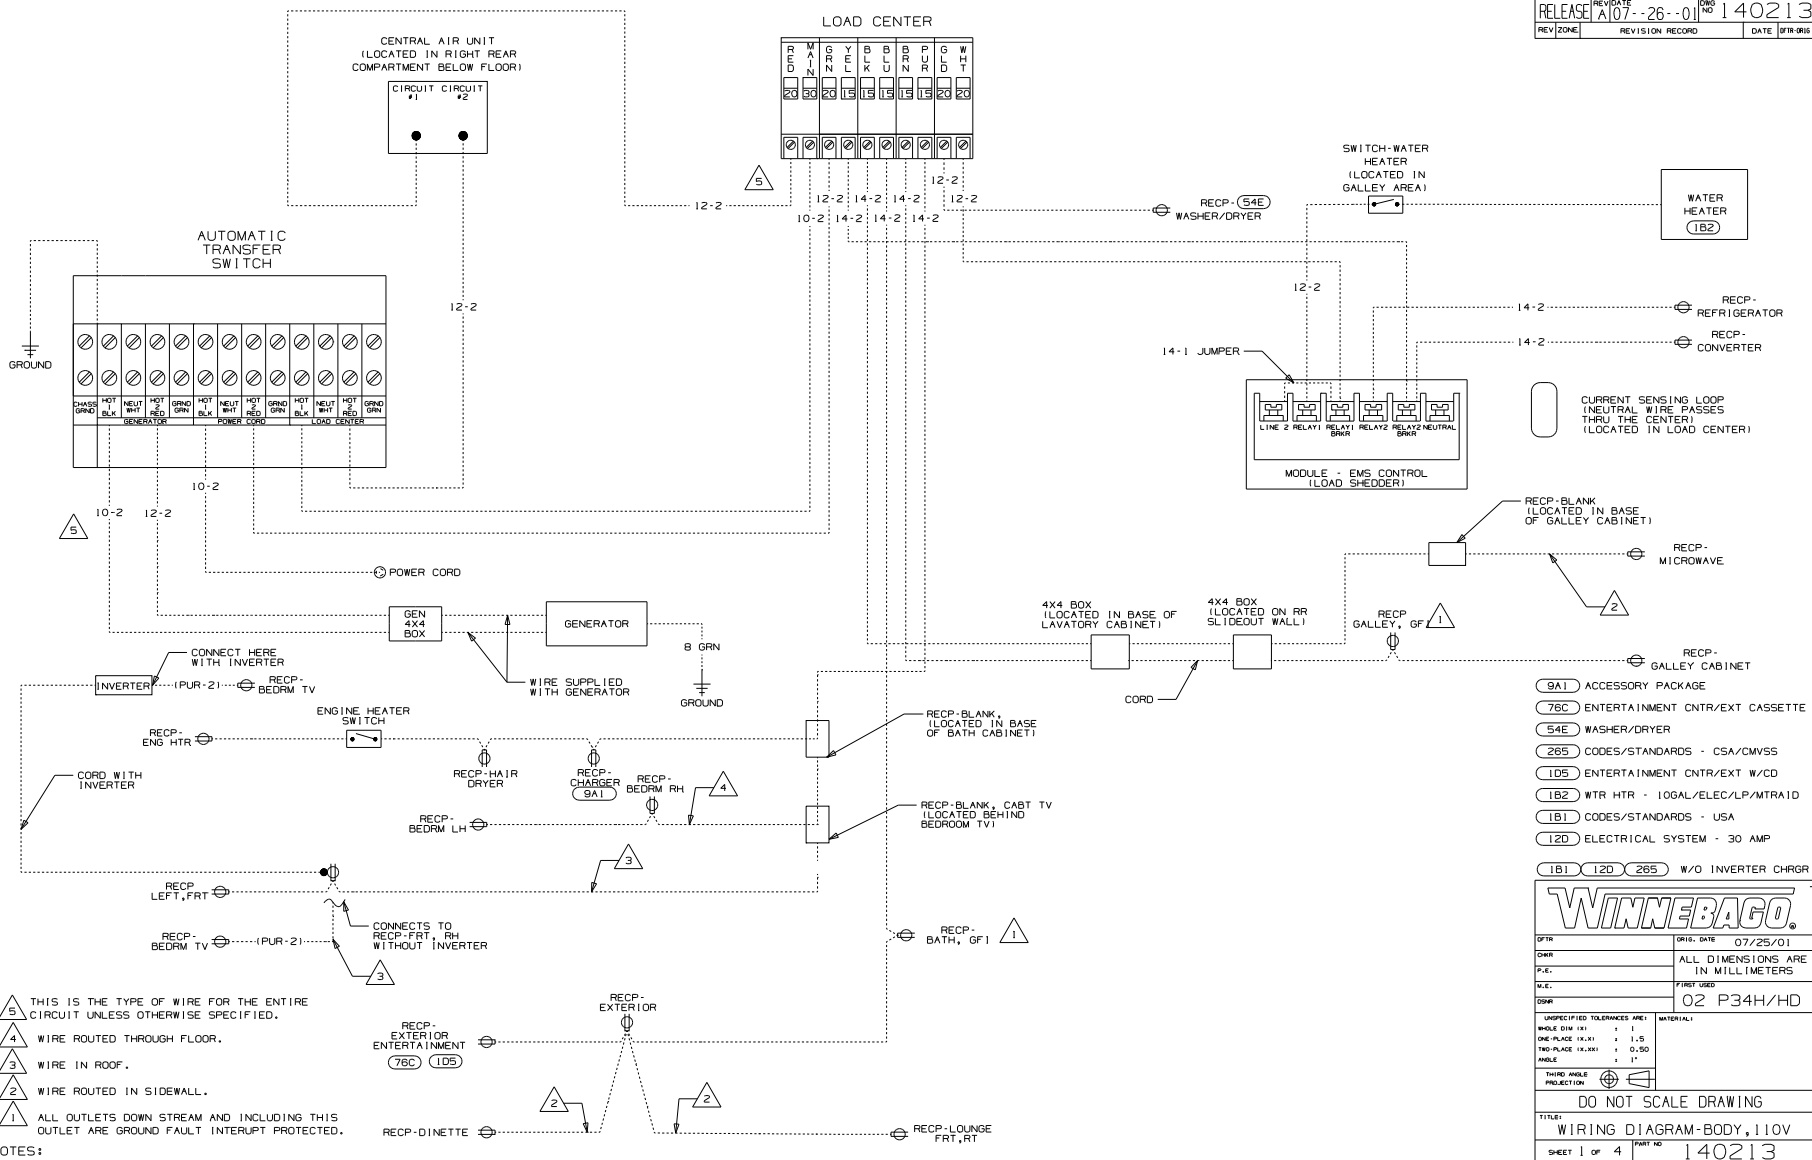 RELEASE REV A DATE 07--26--01 DWG NO 140213
REV ZONE REVISION RECORD DATE DFTR-ORIG
LOAD CENTER
RED MAIN GRN YEL BLK BLU BRN PUR GLD WHT
20 30 20 15 15 15 15 15 20 20
CENTRAL AIR UNIT
(LOCATED IN RIGHT REAR
COMPARTMENT BELOW FLOOR)
CIRCUIT CIRCUIT
#1 #2
5
12-2
12-2
12-2 14-2 14-2
12-2
10-2 14-2 14-2 14-2
RECP- 54E
WASHER/DRYER
SWITCH-WATER
HEATER
(LOCATED IN
GALLEY AREA)
WATER
HEATER
1B2
12-2
AUTOMATIC
TRANSFER
SWITCH
12-2
GROUND
CHASS GRND
HOT 1 BLK
NEUT WHT
HOT 2 RED
GRND GRN
HOT 1 BLK
NEUT WHT
HOT 2 RED
GRND GRN
HOT 1 BLK
NEUT WHT
HOT 2 RED
GRND GRN
GENERATOR POWER CORD LOAD CENTER
14-2
RECP-
REFRIGERATOR
14-2
RECP-
CONVERTER
14-1 JUMPER
LINE 2 RELAY1 RELAY1 BRKR RELAY2 RELAY2 BRKR NEUTRAL
MODULE - EMS CONTROL
(LOAD SHEDDER)
CURRENT SENSING LOOP
(NEUTRAL WIRE PASSES
THRU THE CENTER)
(LOCATED IN LOAD CENTER)
10-2
10-2 12-2
5
POWER CORD
GEN
4X4
BOX
GENERATOR
8 GRN
GROUND
WIRE SUPPLIED
WITH GENERATOR
RECP-BLANK
(LOCATED IN BASE
OF GALLEY CABINET)
RECP-
MICROWAVE
2
4X4 BOX
(LOCATED IN BASE OF
LAVATORY CABINET)
4X4 BOX
(LOCATED ON RR
SLIDEOUT WALL)
RECP
GALLEY, GFI
1
RECP-
GALLEY CABINET
CORD
CONNECT HERE
WITH INVERTER
INVERTER
(PUR-2)
RECP-
BEDRM TV
ENGINE HEATER
SWITCH
RECP-
ENG HTR
RECP-HAIR
DRYER
RECP-
CHARGER
9A1
RECP-
BEDRM RH
4
RECP-BLANK,
(LOCATED IN BASE
OF BATH CABINET)
CORD WITH
INVERTER
RECP-
BEDRM LH
RECP-BLANK, CABT TV
(LOCATED BEHIND
BEDROOM TV)
3
RECP
LEFT,FRT
CONNECTS TO
RECP-FRT, RH
WITHOUT INVERTER
RECP-
BEDRM TV
(PUR-2)
3
RECP-
BATH, GFI
1
RECP-
EXTERIOR
RECP-
EXTERIOR
ENTERTAINMENT
76C 1D5
2
2
RECP-DINETTE
RECP-LOUNGE
FRT,RT
5 THIS IS THE TYPE OF WIRE FOR THE ENTIRE
CIRCUIT UNLESS OTHERWISE SPECIFIED.
4 WIRE ROUTED THROUGH FLOOR.
3 WIRE IN ROOF.
2 WIRE ROUTED IN SIDEWALL.
1 ALL OUTLETS DOWN STREAM AND INCLUDING THIS
OUTLET ARE GROUND FAULT INTERUPT PROTECTED.
OTES:
9A1 ACCESSORY PACKAGE
76C ENTERTAINMENT CNTR/EXT CASSETTE
54E WASHER/DRYER
265 CODES/STANDARDS - CSA/CMVSS
1D5 ENTERTAINMENT CNTR/EXT W/CD
1B2 WTR HTR - 10GAL/ELEC/LP/MTRAID
1B1 CODES/STANDARDS - USA
12D ELECTRICAL SYSTEM - 30 AMP
1B1 12D 265 W/O INVERTER CHRGR
WINNEBAGO®
DFTR ORIG. DATE 07/25/01
CHKR ALL DIMENSIONS ARE
P.E. IN MILLIMETERS
M.E. FIRST USED
DSNR 02 P34H/HD
UNSPECIFIED TOLERANCES ARE: MATERIAL:
WHOLE DIM (X) : 1
ONE-PLACE (X.X) : 1.5
TWO-PLACE (X.XX) : 0.50
ANGLE : 1°
THIRD ANGLE
PROJECTION
DO NOT SCALE DRAWING
TITLE:
WIRING DIAGRAM-BODY,110V
SHEET 1 OF 4 PART NO 140213